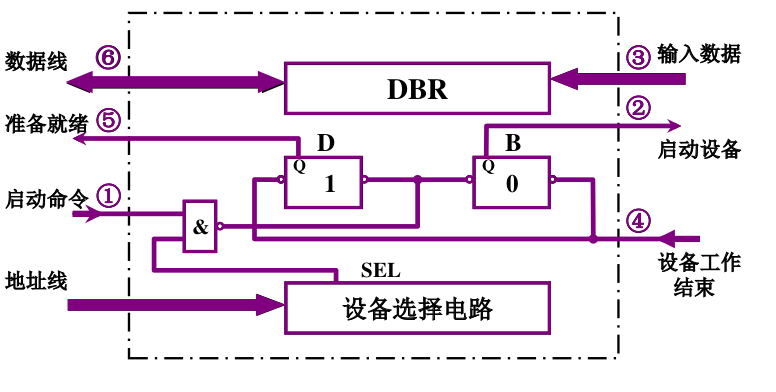 数据线
⑥
DBR
③
输入数据
②
准备就绪
⑤
D
B
启动设备
Q
1
Q
0
启动命令
①
&
④
设备工作
结束
地址线
SEL
设备选择电路